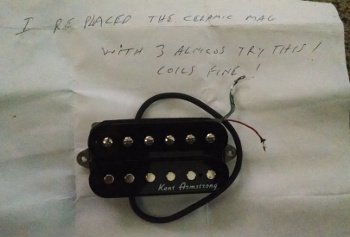 I REPLACED THE CERAMIC MAG
WITH 3 ALNICOS TRY THIS!
COILS FINE!
Kent Armstrong